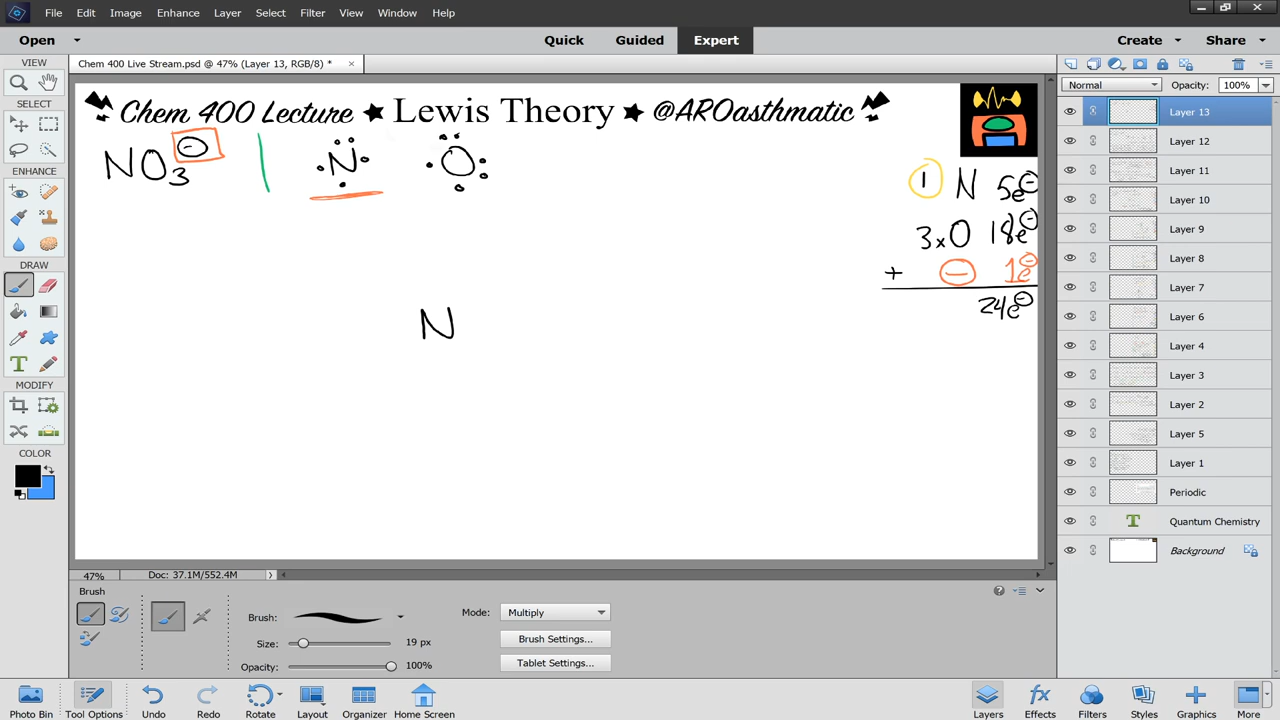 File Edit Image Enhance Layer Select Filter View Window Help
Open Quick Guided Expert Create Share
VIEW
SELECT
ENHANCE
DRAW
MODIFY
COLOR
Chem 400 Live Stream.psd @ 47% (Layer 13, RGB/8) * ×
Chem 400 Lecture ★ Lewis Theory ★ @AROasthmatic
NO₃⊖ N O
① N 5e⊖
3×O 18e⊖
+ ⊖ 1e⊖
24e⊖
N
47% Doc: 37.1M/552.4M
Brush
Brush:
Size: 19 px
Opacity: 100%
Mode: Multiply
Brush Settings...
Tablet Settings...
Normal Opacity: 100%
Layer 13
Layer 12
Layer 11
Layer 10
Layer 9
Layer 8
Layer 7
Layer 6
Layer 4
Layer 3
Layer 2
Layer 5
Layer 1
Periodic
T Quantum Chemistry
Background
Photo Bin Tool Options Undo Redo Rotate Layout Organizer Home Screen Layers Effects Filters Styles Graphics More